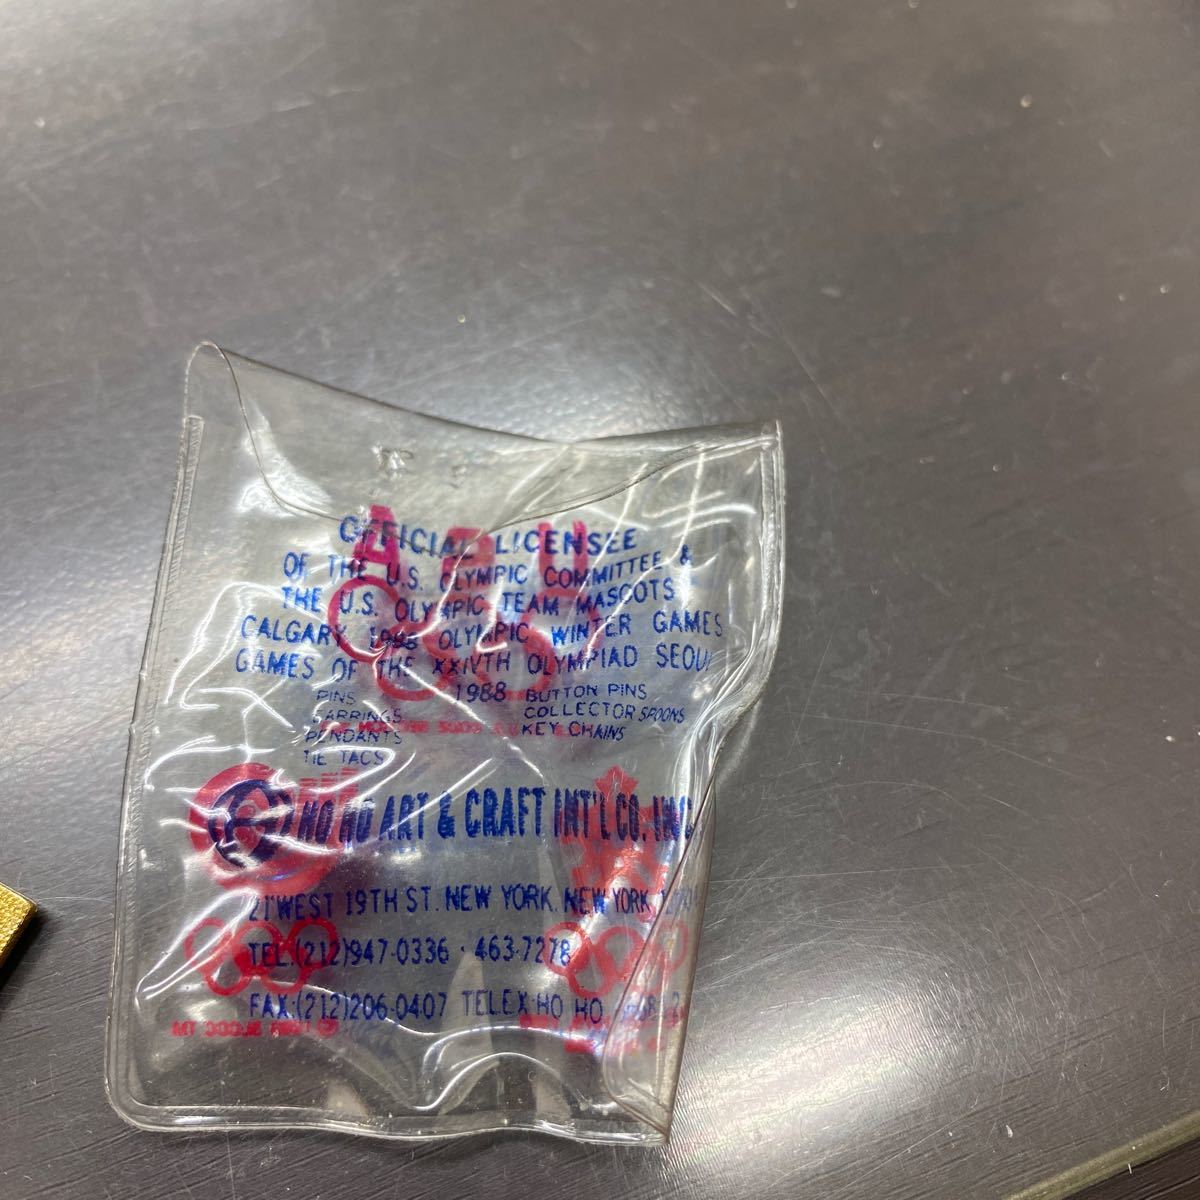 OFFICIAL LICENSEE
OF THE U.S. OLYMPIC COMMITTEE &
THE U.S. OLYMPIC TEAM MASCOTS
CALGARY 1988 OLYMPIC WINTER GAMES
GAMES OF THE XXIVTH OLYMPIAD SEOUL
1988
PINS
EARRINGS
PENDANTS
TIE TACS
BUTTON PINS
COLLECTOR SPOONS
KEY CHAINS
HO HO ART & CRAFT INT'L CO. INC.
21 WEST 19TH ST. NEW YORK. NEW YORK
TEL.(212)947-0336 · 463-7278
FAX:(212)206-0407 TELEX HO HO